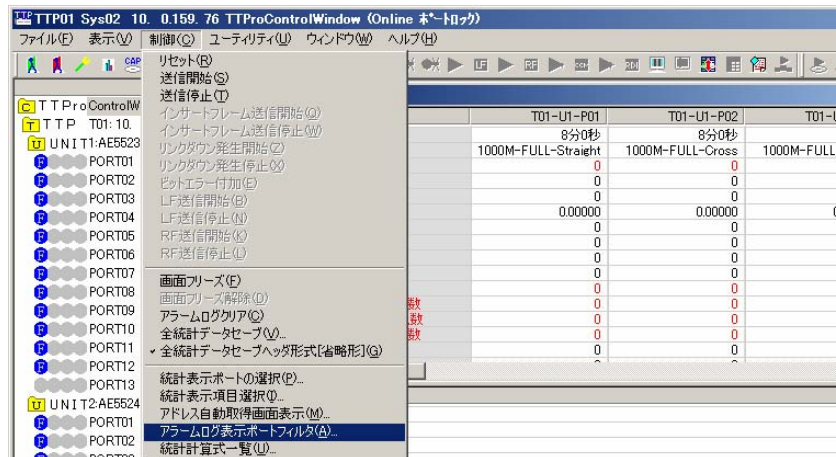 TTP01 Sys02 10. 0.159. 76 TTProControlWindow (Online ポートロック)
ファイル(F) 表示(V) 制御(C) ユーティリティ(U) ウィンドウ(W) ヘルプ(H)
CAP
リセット(R)
送信開始(S)
送信停止(T)
インサートフレーム送信開始(Q)
インサートフレーム送信停止(W)
リンクダウン発生開始(Z)
リンクダウン発生停止(X)
ビットエラー付加(E)
LF送信開始(B)
LF送信停止(N)
RF送信開始(K)
RF送信停止(L)
画面フリーズ(F)
画面フリーズ解除(D)
アラームログクリア(C)
全統計データセーブ(V)...
全統計データセーブヘッダ形式[省略形](G)
統計表示ポートの選択(P)...
統計表示項目選択(I)...
アドレス自動取得画面表示(M)...
アラームログ表示ポートフィルタ(A)...
統計計算式一覧(U)...
TTProControlW
TTP T01: 10.
UNIT1:AE5523
PORT01
PORT02
PORT03
PORT04
PORT05
PORT06
PORT07
PORT08
PORT09
PORT10
PORT11
PORT12
PORT13
UNIT2:AE5524
PORT01
PORT02
T01-U1-P01 T01-U1-P02 T01-U
8分0秒 8分0秒
1000M-FULL-Straight 1000M-FULL-Cross 1000M-FULL
0 0
0 0
0 0
0.00000 0.00000
0 0
0 0
0 0
0 0
0 0
数 0 0
数 0 0
数 0 0
0 0